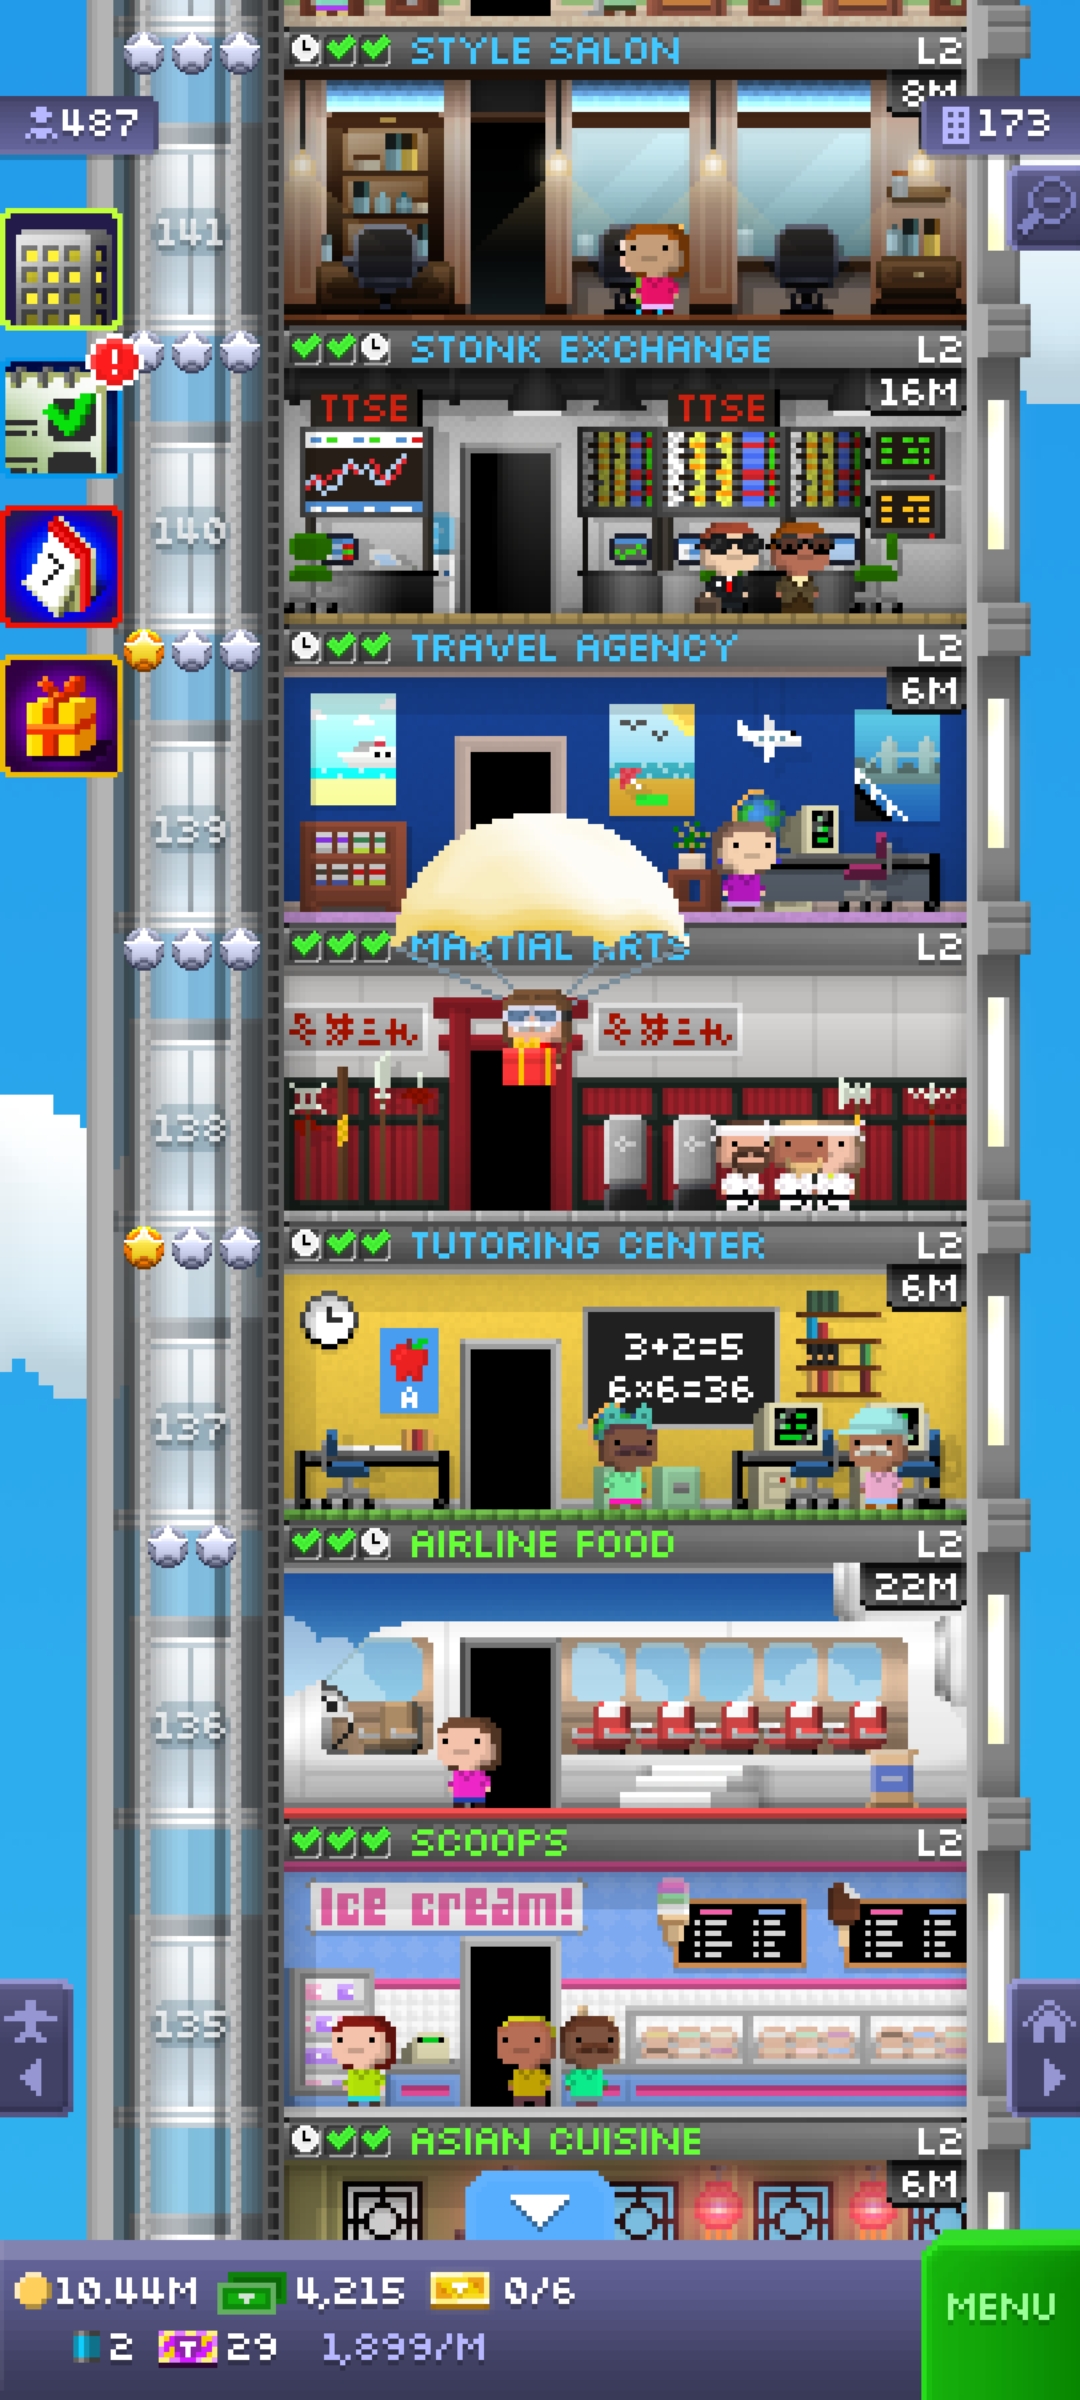 STYLE SALON L2
8M
487
173
141
STONK EXCHANGE L2
16M
TTSE TTSE
140
TRAVEL AGENCY L2
6M
139
MARTIAL ARTS L2
138
TUTORING CENTER L2
6M
3+2=5
6x6=36
A
137
AIRLINE FOOD L2
22M
136
SCOOPS L2
Ice cream!
135
ASIAN CUISINE L2
6M
10.44M 4,215 0/6
2 29 1,899/M
MENU